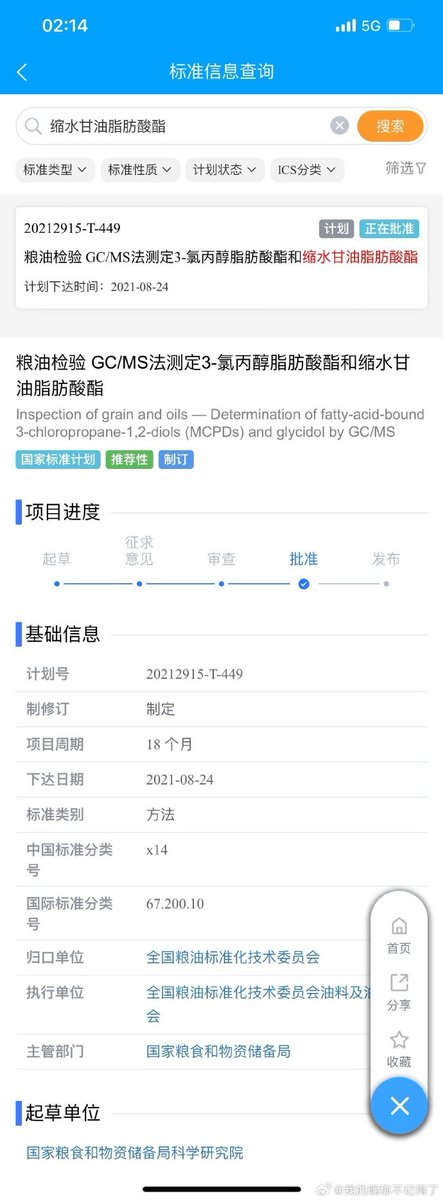 02:14
5G
标准信息查询
缩水甘油脂肪酸酯
搜索
标准类型
标准性质
计划状态
ICS分类
筛选
20212915-T-449
计划
正在批准
粮油检验 GC/MS法测定3-氯丙醇脂肪酸酯和缩水甘油脂肪酸酯
计划下达时间：2021-08-24
粮油检验 GC/MS法测定3-氯丙醇脂肪酸酯和缩水甘
油脂肪酸酯
Inspection of grain and oils — Determination of fatty-acid-bound
3-chloropropane-1,2-diols (MCPDs) and glycidol by GC/MS
国家标准计划
推荐性
制订
项目进度
起草
征求
意见
审查
批准
发布
基础信息
计划号
20212915-T-449
制修订
制定
项目周期
18 个月
下达日期
2021-08-24
标准类别
方法
中国标准分类
号
x14
国际标准分类
号
67.200.10
归口单位
全国粮油标准化技术委员会
执行单位
全国粮油标准化技术委员会油料及油
会
主管部门
国家粮食和物资储备局
首页
分享
收藏
起草单位
国家粮食和物资储备局科学研究院
@我的昵称不记得了